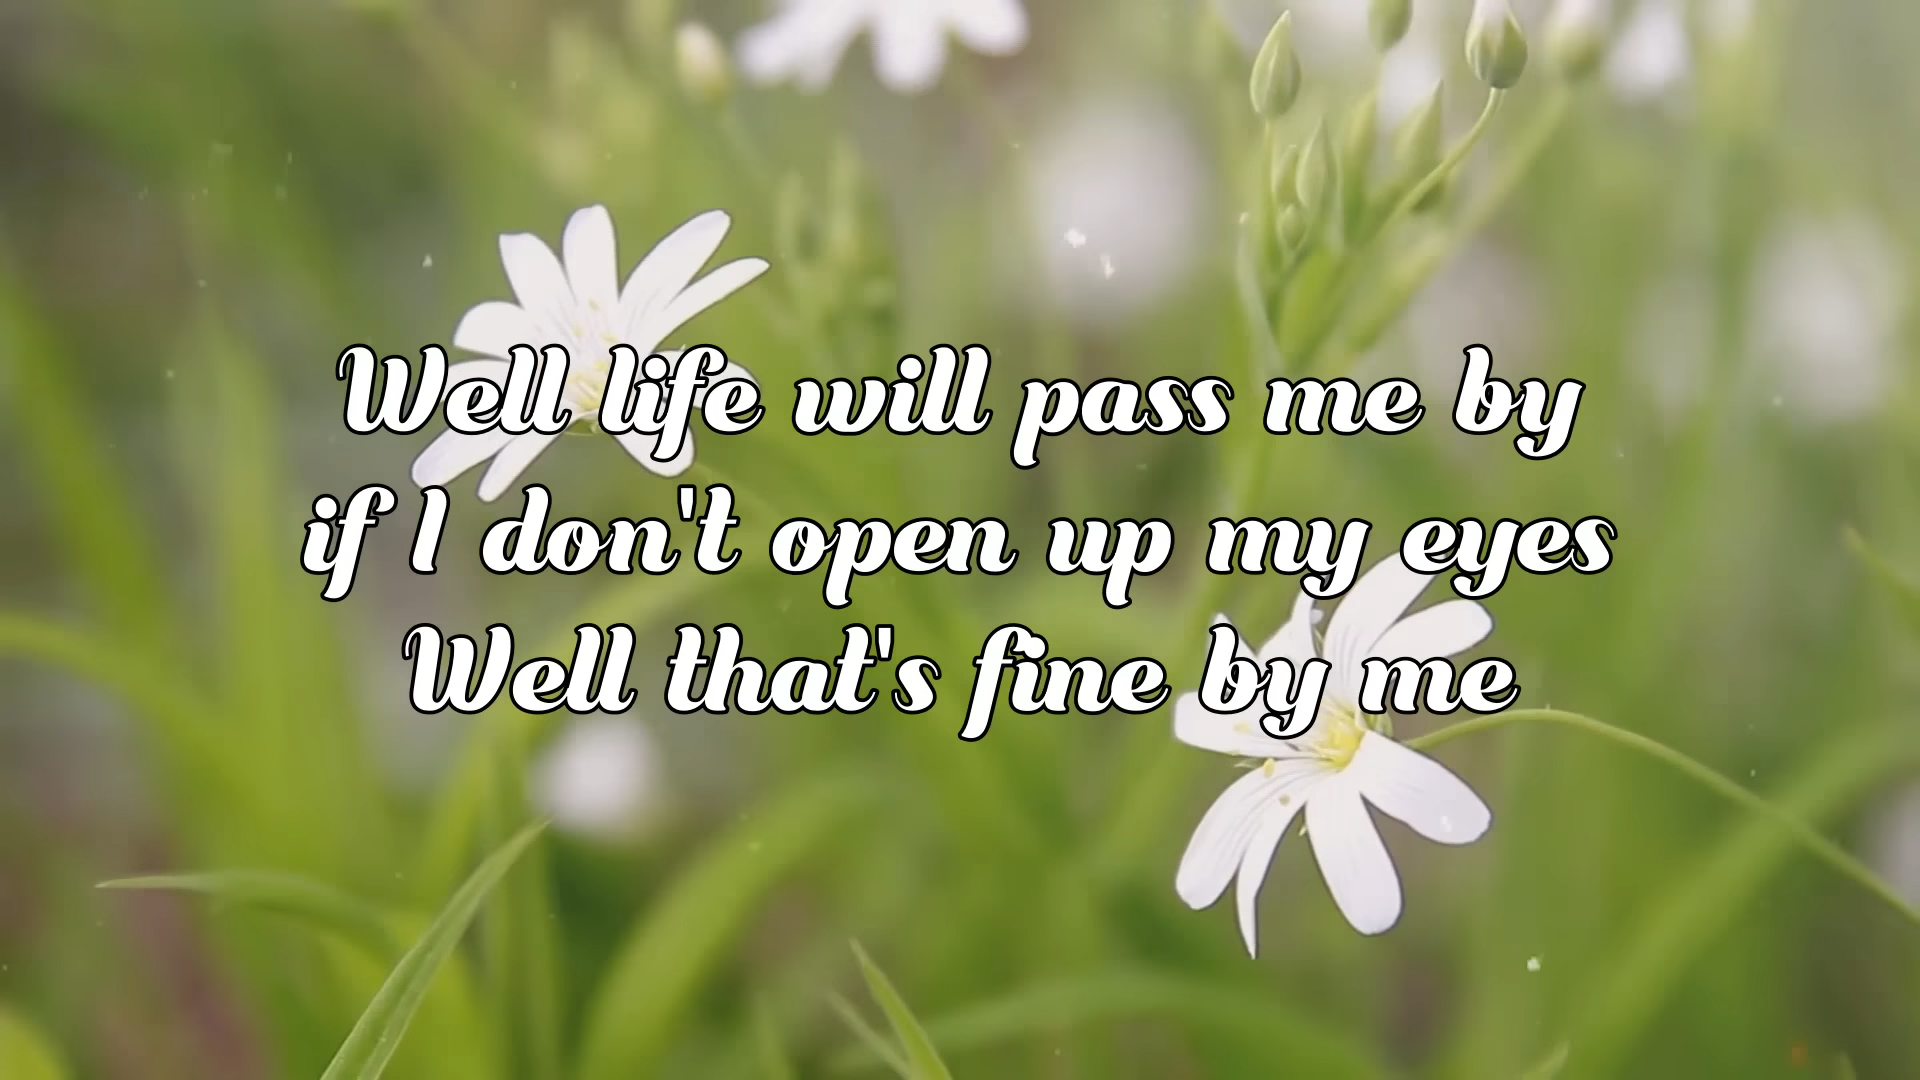 Well life will pass me by
if I don't open up my eyes
Well that's fine by me